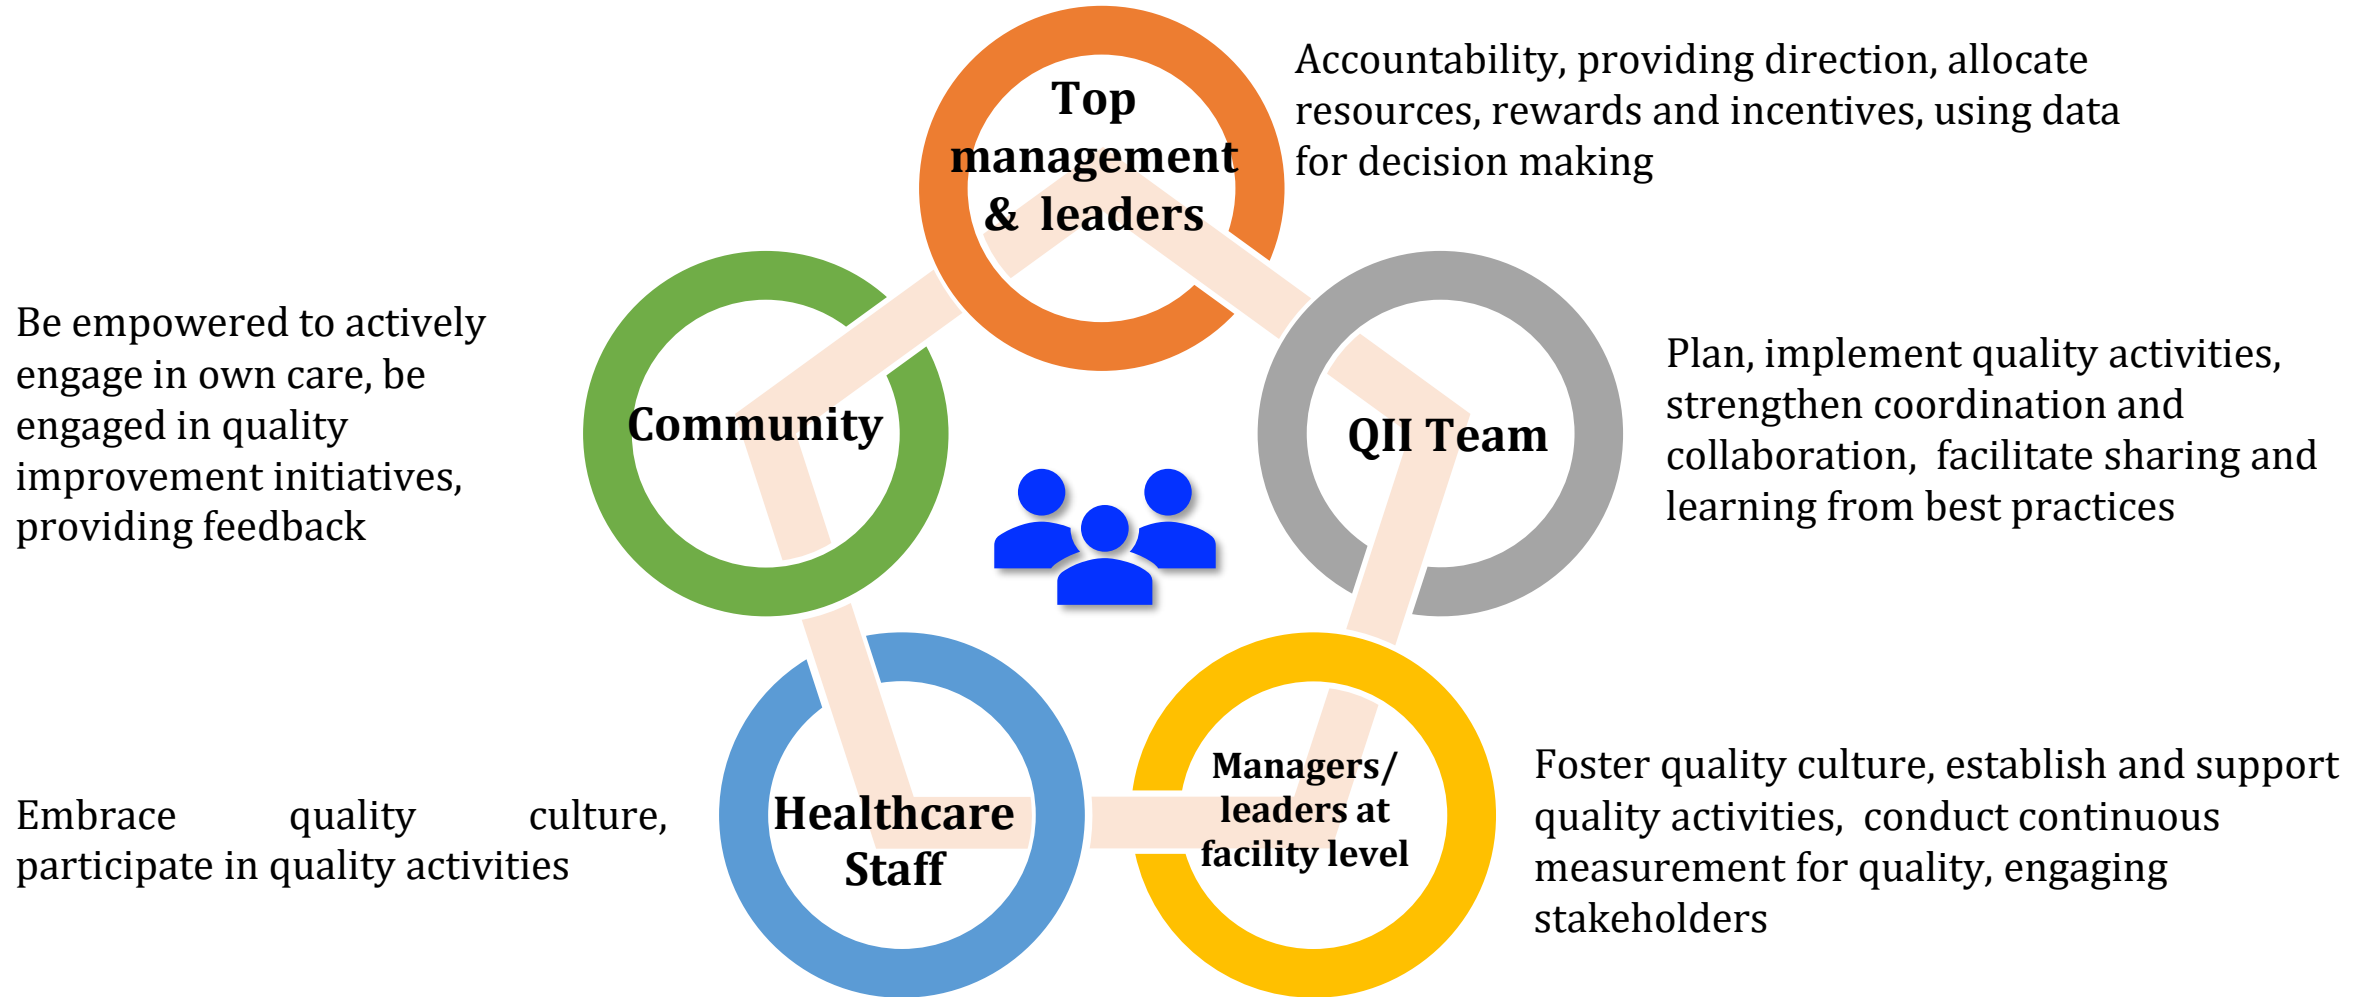 Top
management
& leaders
Accountability, providing direction, allocate
resources, rewards and incentives, using data
for decision making
QII Team
Plan, implement quality activities,
strengthen coordination and
collaboration, facilitate sharing and
learning from best practices
Managers/
leaders at
facility level
Foster quality culture, establish and support
quality activities, conduct continuous
measurement for quality, engaging
stakeholders
Healthcare
Staff
Embrace quality culture,
participate in quality activities
Community
Be empowered to actively
engage in own care, be
engaged in quality
improvement initiatives,
providing feedback